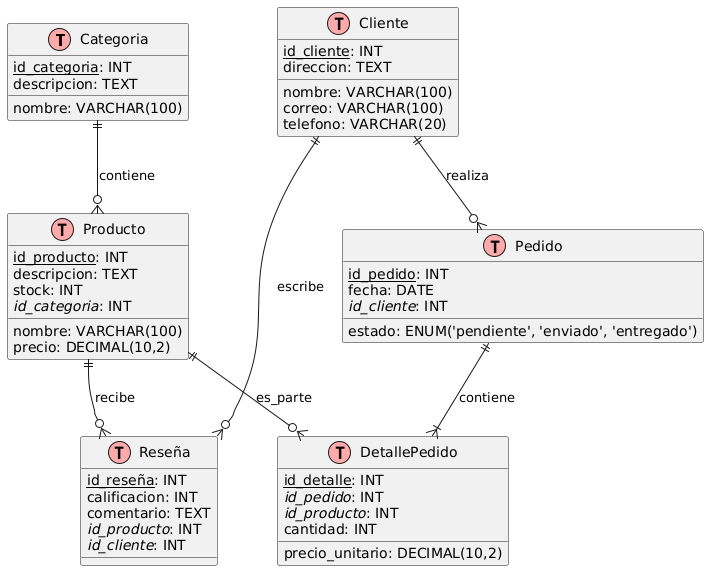 T Categoria
id_categoria: INT
descripcion: TEXT
nombre: VARCHAR(100)
T Cliente
id_cliente: INT
direccion: TEXT
nombre: VARCHAR(100)
correo: VARCHAR(100)
telefono: VARCHAR(20)
contiene
realiza
T Producto
id_producto: INT
descripcion: TEXT
stock: INT
id_categoria: INT
nombre: VARCHAR(100)
precio: DECIMAL(10,2)
escribe
T Pedido
id_pedido: INT
fecha: DATE
id_cliente: INT
estado: ENUM('pendiente', 'enviado', 'entregado')
recibe
es_parte
contiene
T Reseña
id_reseña: INT
calificacion: INT
comentario: TEXT
id_producto: INT
id_cliente: INT
T DetallePedido
id_detalle: INT
id_pedido: INT
id_producto: INT
cantidad: INT
precio_unitario: DECIMAL(10,2)